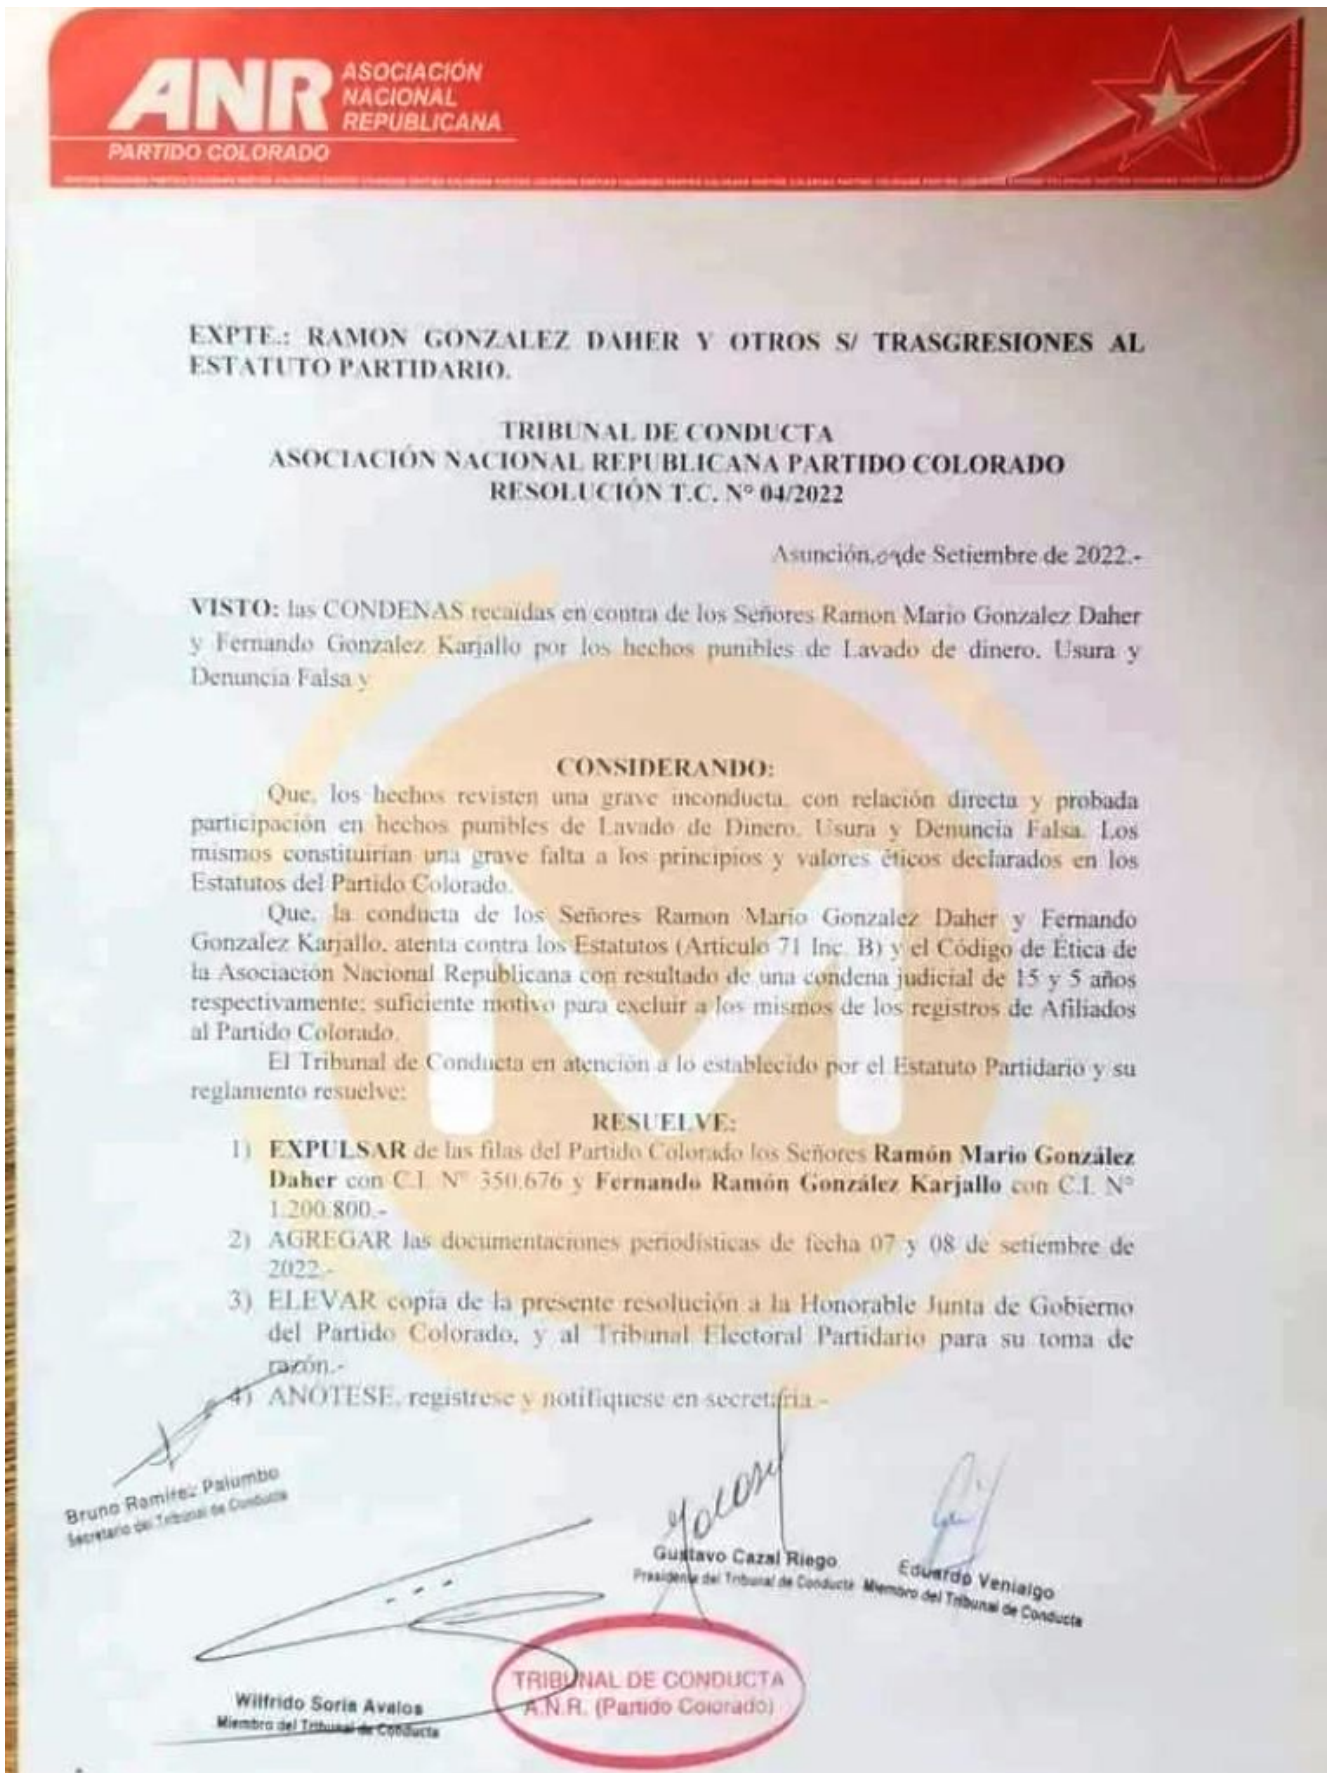 ANR ASOCIACIÓN
NACIONAL
REPUBLICANA
PARTIDO COLORADO
EXPTE.: RAMON GONZALEZ DAHER Y OTROS S/ TRASGRESIONES AL
ESTATUTO PARTIDARIO.
TRIBUNAL DE CONDUCTA
ASOCIACIÓN NACIONAL REPUBLICANA PARTIDO COLORADO
RESOLUCIÓN T.C. Nº 04/2022
Asunción, 09 de Setiembre de 2022.-
VISTO: las CONDENAS recaídas en contra de los Señores Ramon Mario Gonzalez Daher
y Fernando Gonzalez Karjallo por los hechos punibles de Lavado de dinero, Usura y
Denuncia Falsa y
CONSIDERANDO:
Que, los hechos revisten una grave inconducta, con relación directa y probada
participación en hechos punibles de Lavado de Dinero, Usura y Denuncia Falsa. Los
mismos constituirían una grave falta a los principios y valores éticos declarados en los
Estatutos del Partido Colorado.
Que, la conducta de los Señores Ramon Mario Gonzalez Daher y Fernando
Gonzalez Karjallo, atenta contra los Estatutos (Articulo 71 Inc. B) y el Código de Ética de
la Asociación Nacional Republicana con resultado de una condena judicial de 15 y 5 años
respectivamente; suficiente motivo para excluir a los mismos de los registros de Afiliados
al Partido Colorado.
El Tribunal de Conducta en atención a lo establecido por el Estatuto Partidario y su
reglamento resuelve:
RESUELVE:
1) EXPULSAR de las filas del Partido Colorado los Señores Ramón Mario González
Daher con C.I. Nº 350.676 y Fernando Ramón González Karjallo con C.I. Nº
1.200.800.-
2) AGREGAR las documentaciones periodísticas de fecha 07 y 08 de setiembre de
2022.-
3) ELEVAR copia de la presente resolución a la Honorable Junta de Gobierno
del Partido Colorado, y al Tribunal Electoral Partidario para su toma de
razón.-
4) ANÓTESE, regístrese y notifíquese en secretaría.-
Bruno Ramírez Palumbo
Secretario del Tribunal de Conducta
Gustavo Cazal Riego
Presidente del Tribunal de Conducta
Eduardo Venialgo
Miembro del Tribunal de Conducta
Wilfrido Soria Avalos
Miembro del Tribunal de Conducta
TRIBUNAL DE CONDUCTA
A.N.R. (Partido Colorado)
M